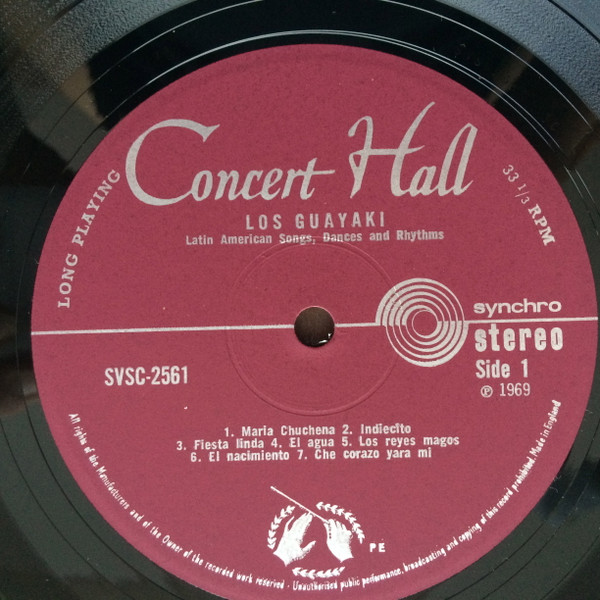 Concert Hall
LONG PLAYING
33 1/3 RPM
LOS GUAYAKI
Latin American Songs, Dances and Rhythms
synchro
stereo
SVSC-2561
Side 1
℗ 1969
1. Maria Chuchena 2. Indiecito
3. Fiesta linda 4. El agua 5. Los reyes magos
6. El nacimiento 7. Che corazo yara mi
PE
All rights of the Manufacturers and of the Owner of the recorded work reserved - Unauthorised public performance, broadcasting and copying of this record prohibited. Made in England